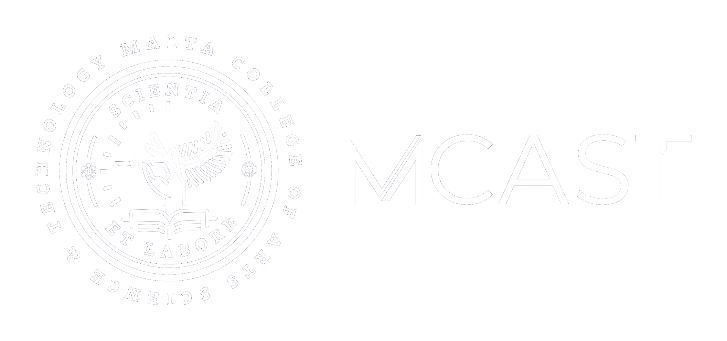 MALTA COLLEGE OF ARTS SCIENCE & TECHNOLOGY
SCIENTIA
ET LABORE
MCAST